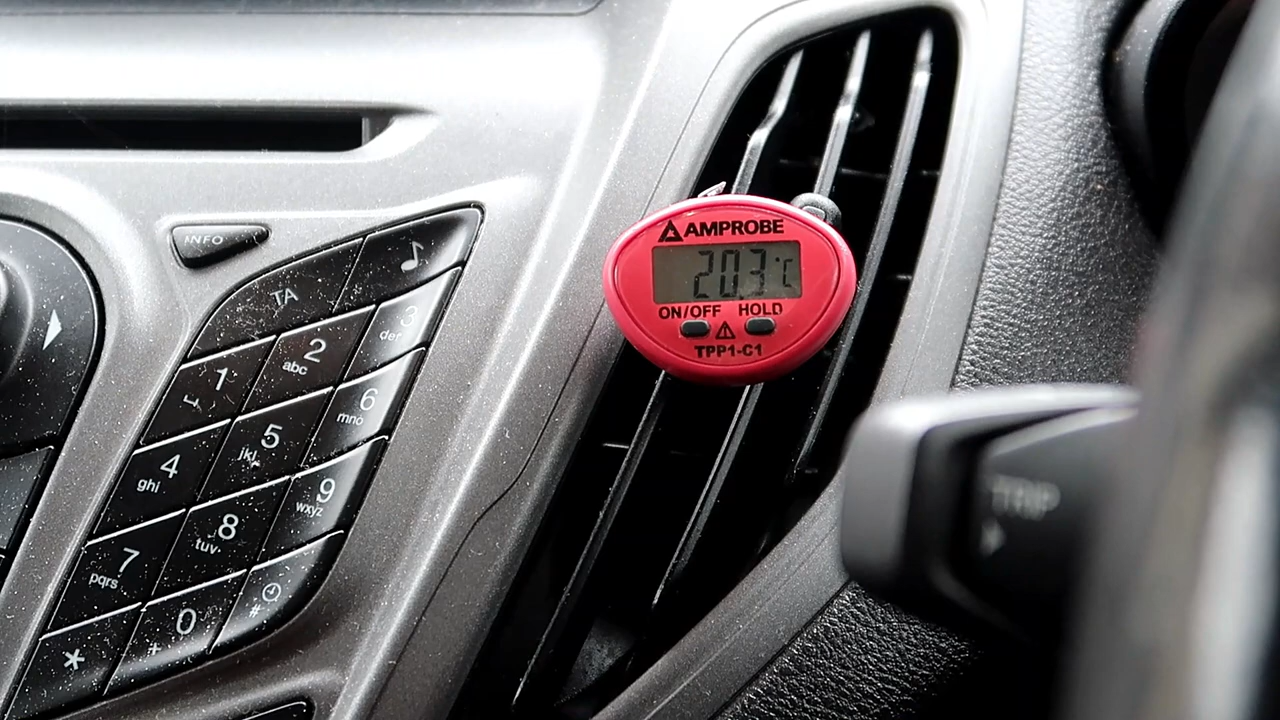 INFO
TA
1
2
abc
3
def
4
ghi
5
jkl
6
mno
7
pqrs
8
tuv
9
wxyz
*
0
+
#
AMPROBE
20.3°C
ON/OFF HOLD
TPP1-C1
TRIP